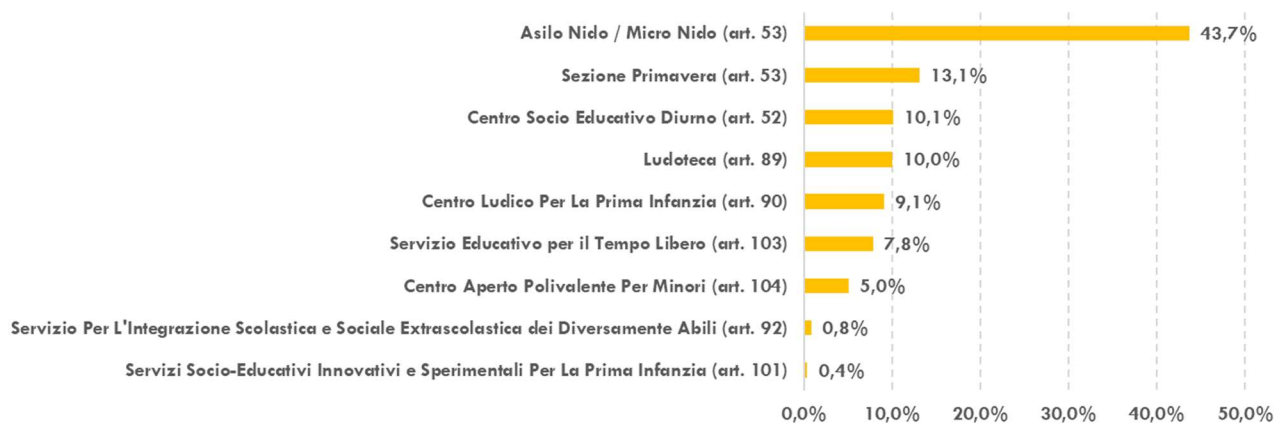 Asilo Nido / Micro Nido (art. 53) 43,7%
Sezione Primavera (art. 53) 13,1%
Centro Socio Educativo Diurno (art. 52) 10,1%
Ludoteca (art. 89) 10,0%
Centro Ludico Per La Prima Infanzia (art. 90) 9,1%
Servizio Educativo per il Tempo Libero (art. 103) 7,8%
Centro Aperto Polivalente Per Minori (art. 104) 5,0%
Servizio Per L'Integrazione Scolastica e Sociale Extrascolastica dei Diversamente Abili (art. 92) 0,8%
Servizi Socio-Educativi Innovativi e Sperimentali Per La Prima Infanzia (art. 101) 0,4%
0,0% 10,0% 20,0% 30,0% 40,0% 50,0%